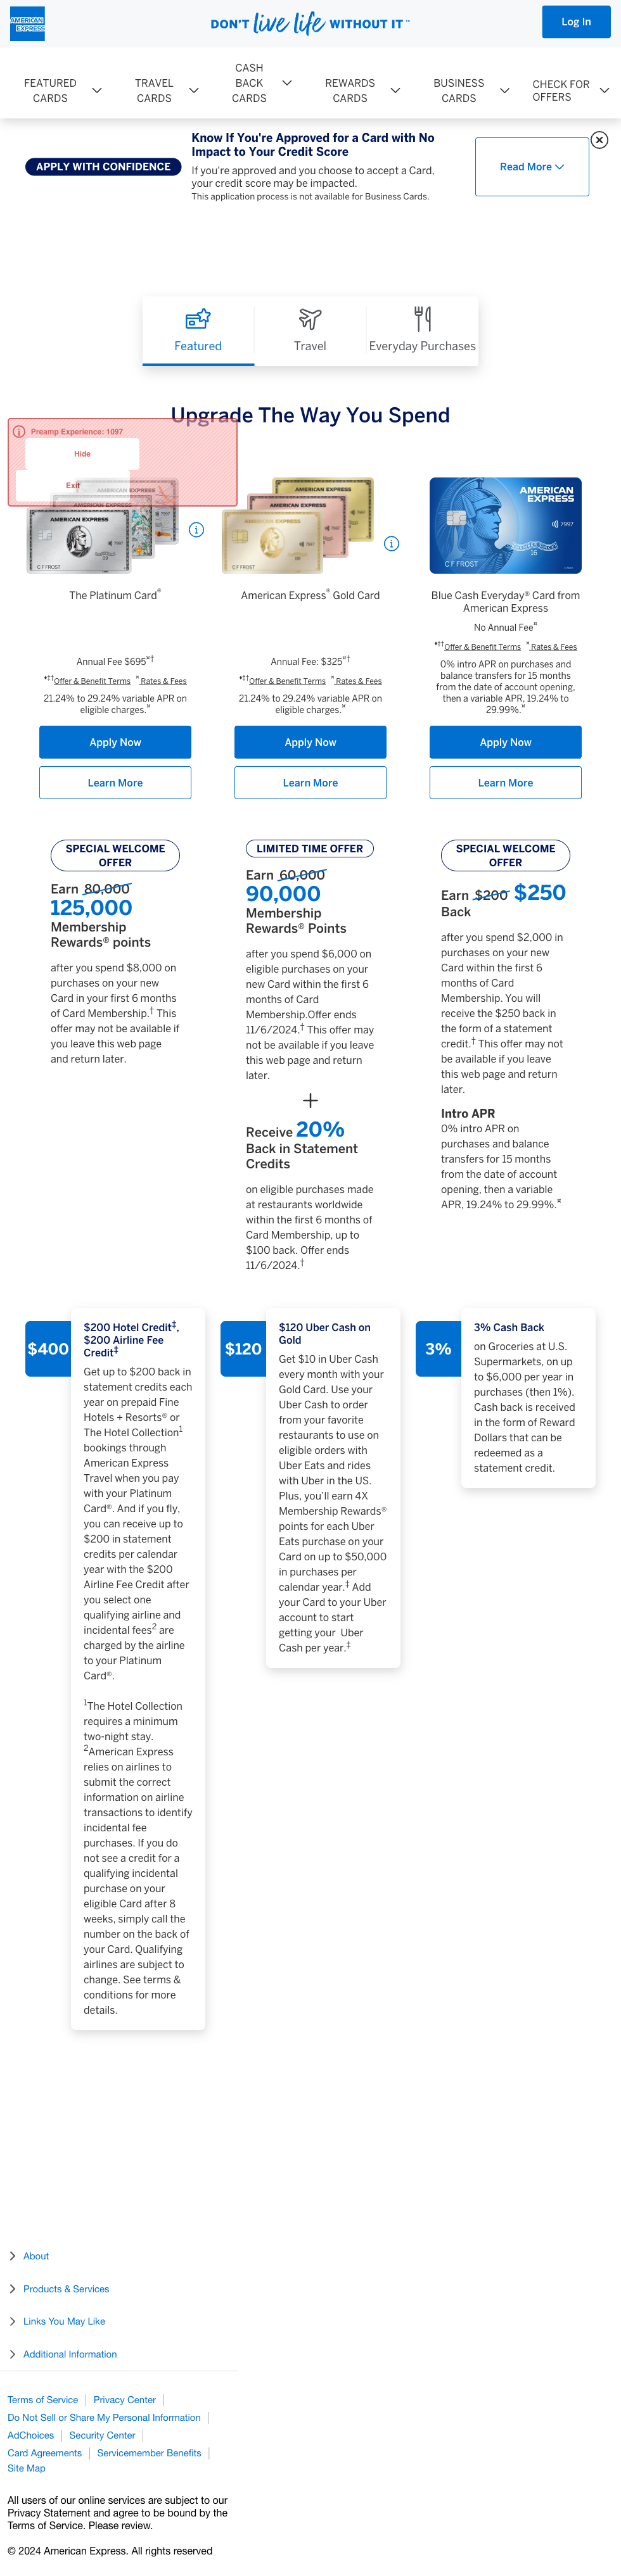 AMERICAN
EXPRESS
DON'T live life WITHOUT IT™
Log In
FEATURED
CARDS
TRAVEL
CARDS
CASH
BACK
CARDS
REWARDS
CARDS
BUSINESS
CARDS
CHECK FOR
OFFERS
APPLY WITH CONFIDENCE
Know If You're Approved for a Card with No
Impact to Your Credit Score
If you're approved and you choose to accept a Card,
your credit score may be impacted.
This application process is not available for Business Cards.
Read More
Featured
Travel
Everyday Purchases
Upgrade The Way You Spend
Preamp Experience: 1097
Hide
Exit
AMERICAN EXPRESS
C F FROST
AMERICAN EXPRESS
7997
C F FROST
AMERICAN
EXPRESS
7997
C F FROST
The Platinum Card®
Annual Fee $695¤†
♦‡†Offer & Benefit Terms ¤ Rates & Fees
21.24% to 29.24% variable APR on
eligible charges.¤
Apply Now
Learn More
American Express® Gold Card
Annual Fee: $325¤†
♦‡†Offer & Benefit Terms ¤ Rates & Fees
21.24% to 29.24% variable APR on
eligible charges.¤
Apply Now
Learn More
Blue Cash Everyday® Card from
American Express
No Annual Fee¤
♦‡†Offer & Benefit Terms ¤ Rates & Fees
0% intro APR on purchases and
balance transfers for 15 months
from the date of account opening,
then a variable APR, 19.24% to
29.99%.¤
Apply Now
Learn More
SPECIAL WELCOME
OFFER
Earn 80,000
125,000
Membership
Rewards® points
after you spend $8,000 on
purchases on your new
Card in your first 6 months
of Card Membership.† This
offer may not be available if
you leave this web page
and return later.
LIMITED TIME OFFER
Earn 60,000
90,000
Membership
Rewards® Points
after you spend $6,000 on
eligible purchases on your
new Card within the first 6
months of Card
Membership.Offer ends
11/6/2024.† This offer may
not be available if you leave
this web page and return
later.
+
Receive 20%
Back in Statement
Credits
on eligible purchases made
at restaurants worldwide
within the first 6 months of
Card Membership, up to
$100 back. Offer ends
11/6/2024.†
SPECIAL WELCOME
OFFER
Earn $200 $250
Back
after you spend $2,000 in
purchases on your new
Card within the first 6
months of Card
Membership. You will
receive the $250 back in
the form of a statement
credit.† This offer may not
be available if you leave
this web page and return
later.
Intro APR
0% intro APR on
purchases and balance
transfers for 15 months
from the date of account
opening, then a variable
APR, 19.24% to 29.99%.¤
$400
$200 Hotel Credit‡,
$200 Airline Fee
Credit‡
Get up to $200 back in
statement credits each
year on prepaid Fine
Hotels + Resorts® or
The Hotel Collection1
bookings through
American Express
Travel when you pay
with your Platinum
Card®. And if you fly,
you can receive up to
$200 in statement
credits per calendar
year with the $200
Airline Fee Credit after
you select one
qualifying airline and
incidental fees2 are
charged by the airline
to your Platinum
Card®.
1The Hotel Collection
requires a minimum
two-night stay.
2American Express
relies on airlines to
submit the correct
information on airline
transactions to identify
incidental fee
purchases. If you do
not see a credit for a
qualifying incidental
purchase on your
eligible Card after 8
weeks, simply call the
number on the back of
your Card. Qualifying
airlines are subject to
change. See terms &
conditions for more
details.
$120
$120 Uber Cash on
Gold
Get $10 in Uber Cash
every month with your
Gold Card. Use your
Uber Cash to order
from your favorite
restaurants to use on
eligible orders with
Uber Eats and rides
with Uber in the US.
Plus, you'll earn 4X
Membership Rewards®
points for each Uber
Eats purchase on your
Card on up to $50,000
in purchases per
calendar year.‡ Add
your Card to your Uber
account to start
getting your Uber
Cash per year.‡
3%
3% Cash Back
on Groceries at U.S.
Supermarkets, on up
to $6,000 per year in
purchases (then 1%).
Cash back is received
in the form of Reward
Dollars that can be
redeemed as a
statement credit.
About
Products & Services
Links You May Like
Additional Information
Terms of Service
Privacy Center
Do Not Sell or Share My Personal Information
AdChoices
Security Center
Card Agreements
Servicemember Benefits
Site Map
All users of our online services are subject to our
Privacy Statement and agree to be bound by the
Terms of Service. Please review.
© 2024 American Express. All rights reserved